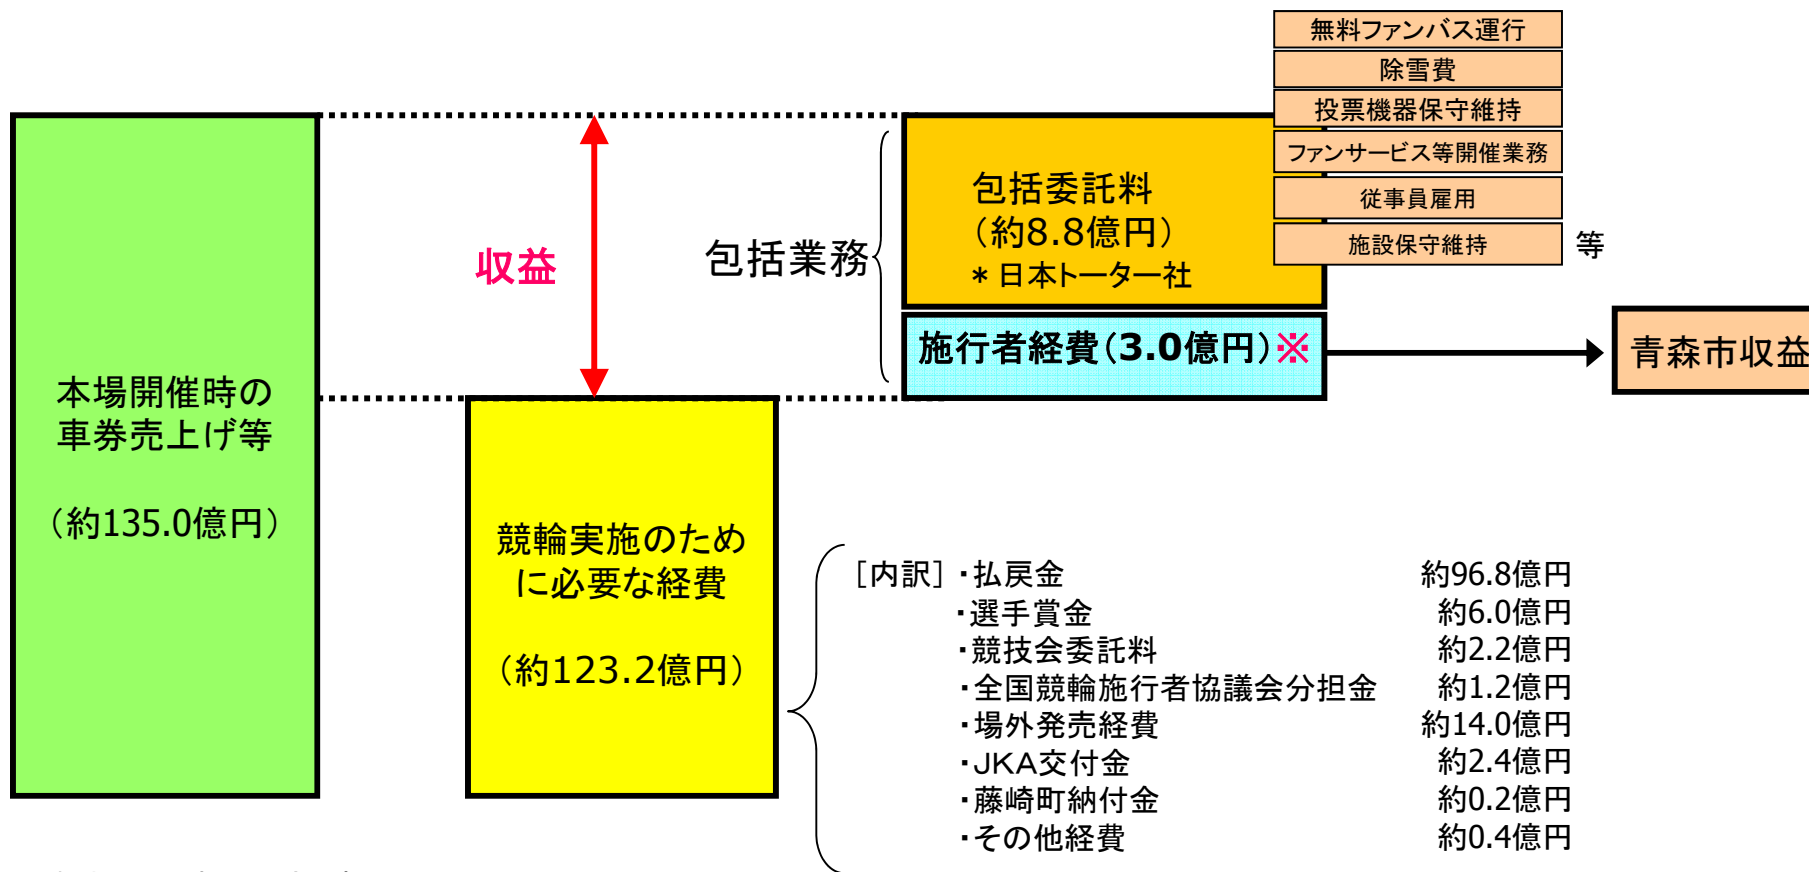 無料ファンバス運行
除雪費
投票機器保守維持
ファンサービス等開催業務
従事員雇用
施設保守維持
等
包括委託料
（約8.8億円）
＊日本トーター社
包括業務
収益
施行者経費（3.0億円）※
青森市収益
本場開催時の
車券売上げ等
（約135.0億円）
競輪実施のため
に必要な経費
（約123.2億円）
［内訳］・払戻金 約96.8億円
・選手賞金 約6.0億円
・競技会委託料 約2.2億円
・全国競輪施行者協議会分担金 約1.2億円
・場外発売経費 約14.0億円
・JKA交付金 約2.4億円
・藤崎町納付金 約0.2億円
・その他経費 約0.4億円